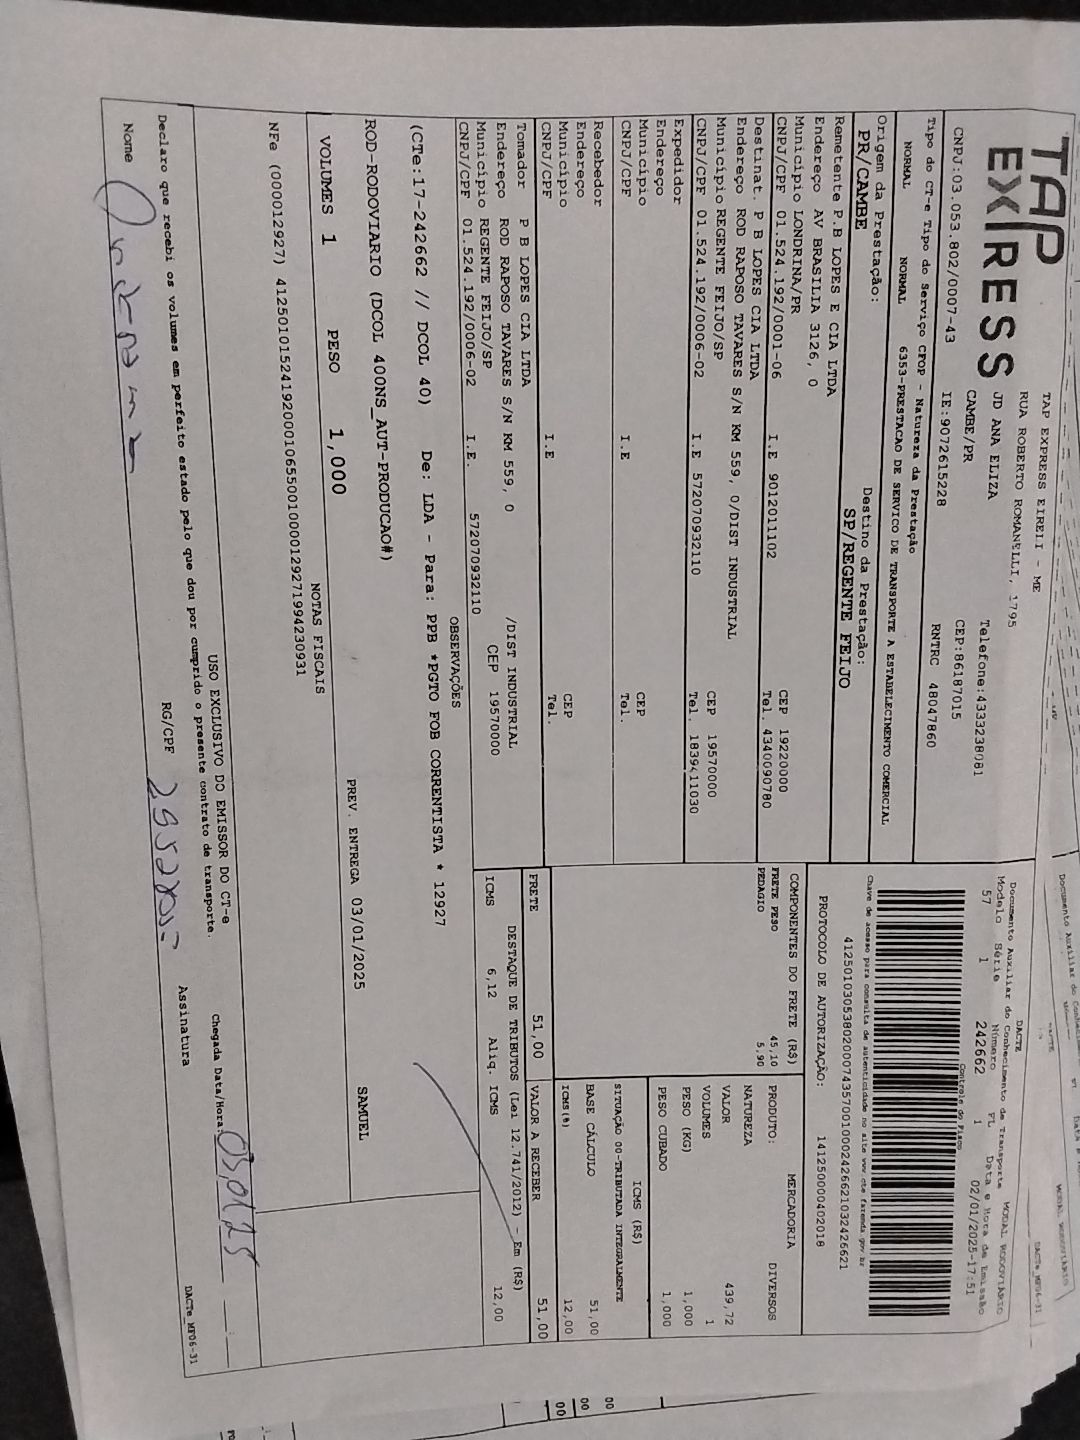 TAP
EXPRESS
TAP EXPRESS EIRELI - ME
RUA ROBERTO ROMANELLI, 1795
JD ANA ELIZA
CAMBE/PR
Telefone:4333238081
CEP:86187015
CNPJ:03.053.802/0007-43 IE:9072615228 RNTRC 48047860
Tipo do CT-e Tipo do Serviço CFOP - Natureza da Prestação
NORMAL NORMAL 6353-PRESTACAO DE SERVICO DE TRANSPORTE A ESTABELECIMENTO COMERCIAL
Origem da Prestação: Destino da Prestação:
PR/CAMBE SP/REGENTE FEIJO
Remetente P.B LOPES E CIA LTDA
Endereço AV BRASILIA 3126, 0
Município LONDRINA/PR CEP 19220000
CNPJ/CPF 01.524.192/0001-06 I.E 9012011102 Tel. 4340090780
Destinat. P B LOPES CIA LTDA
Endereço ROD RAPOSO TAVARES S/N KM 559, 0/DIST INDUSTRIAL
Município REGENTE FEIJO/SP CEP 19570000
CNPJ/CPF 01.524.192/0006-02 I.E 572070932110 Tel. 1839411030
Expedidor
Endereço
Município CEP
CNPJ/CPF I.E Tel.
Recebedor
Endereço
Município CEP
CNPJ/CPF I.E Tel.
Tomador P B LOPES CIA LTDA
Endereço ROD RAPOSO TAVARES S/N KM 559, 0 /DIST INDUSTRIAL
Município REGENTE FEIJO/SP CEP 19570000
CNPJ/CPF 01.524.192/0006-02 I.E. 572070932110
DACTE
Documento Auxiliar do Conhecimento de Transporte MODAL RODOVIÁRIO
Modelo Série Número FL Data e Hora de Emissão
57 1 242662 1 02/01/2025-17:51
Controle do Fisco
41250103053802000743570010002426621032426621
Chave de acesso para consulta de autenticidade no site www.cte.fazenda.gov.br
PROTOCOLO DE AUTORIZAÇÃO: 141250000402018
COMPONENTES DO FRETE (R$)
FRETE PESO 45,10
PEDAGIO 5,90
MERCADORIA
PRODUTO: DIVERSOS
NATUREZA
VALOR 439,72
VOLUMES 1
PESO (KG) 1,000
PESO CUBADO 1,000
ICMS (R$)
SITUAÇÃO 00-TRIBUTADA INTEGRALMENTE
BASE CÁLCULO 51,00
ICMS(%) 12,00
FRETE 51,00 VALOR A RECEBER 51,00
DESTAQUE DE TRIBUTOS (Lei 12.741/2012) - Em (R$)
ICMS 6,12 Aliq. ICMS 12,00
OBSERVAÇÕES
(CTe:17-242662 // DCOL 40) De: LDA - Para: PPB *PGTO FOB CORRENTISTA * 12927
ROD-RODOVIARIO (DCOL 400NS_AUT-PRODUCAO#)
VOLUMES 1 PESO 1,000 PREV. ENTREGA 03/01/2025 SAMUEL
NOTAS FISCAIS
NFe (000012927) 41250101524192000106550010000129271994230931
USO EXCLUSIVO DO EMISSOR DO CT-e
Declaro que recebi os volumes em perfeito estado pelo que dou por cumprido o presente contrato de transporte.
Chegada Data/Hora: 03/01/25
Nome RG/CPF Assinatura
DACTe_MP06-31